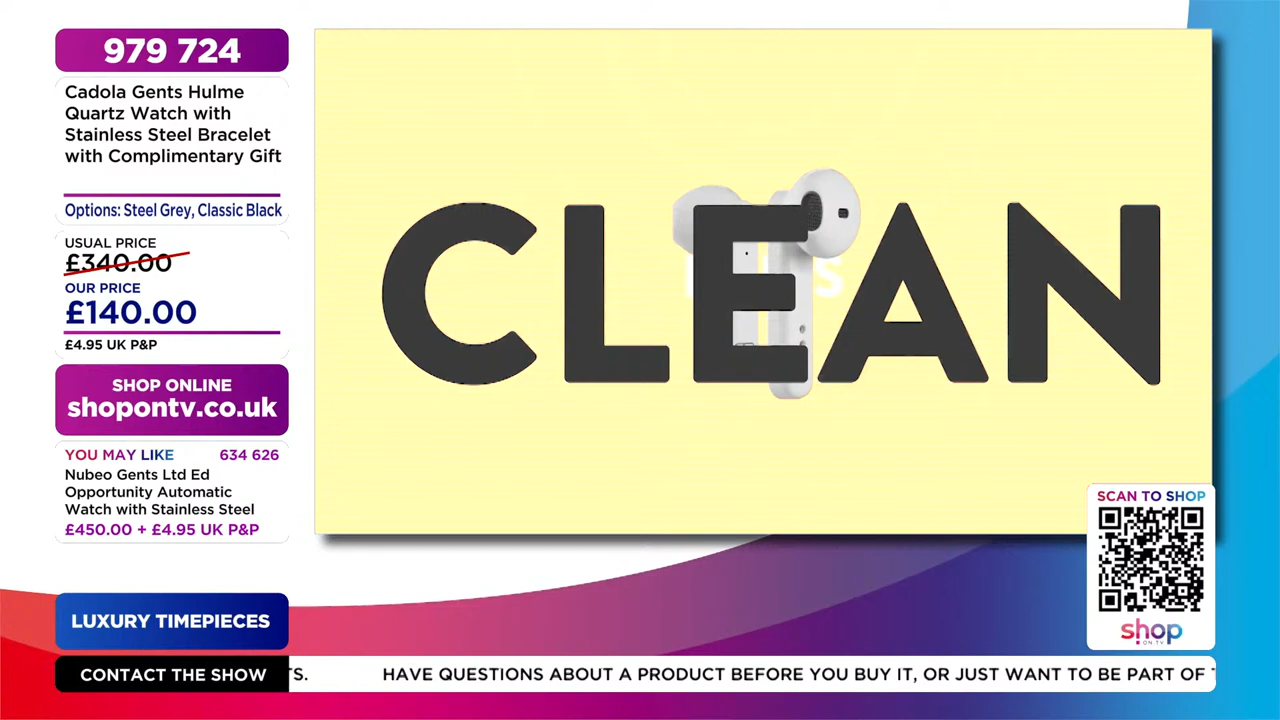 979 724
Cadola Gents Hulme
Quartz Watch with
Stainless Steel Bracelet
with Complimentary Gift
Options: Steel Grey, Classic Black
USUAL PRICE
£340.00
OUR PRICE
£140.00
£4.95 UK P&P
SHOP ONLINE
shopontv.co.uk
YOU MAY LIKE 634 626
Nubeo Gents Ltd Ed
Opportunity Automatic
Watch with Stainless Steel
£450.00 + £4.95 UK P&P
CLEAN
SCAN TO SHOP
shop
ON TV
LUXURY TIMEPIECES
CONTACT THE SHOW
TS. HAVE QUESTIONS ABOUT A PRODUCT BEFORE YOU BUY IT, OR JUST WANT TO BE PART OF